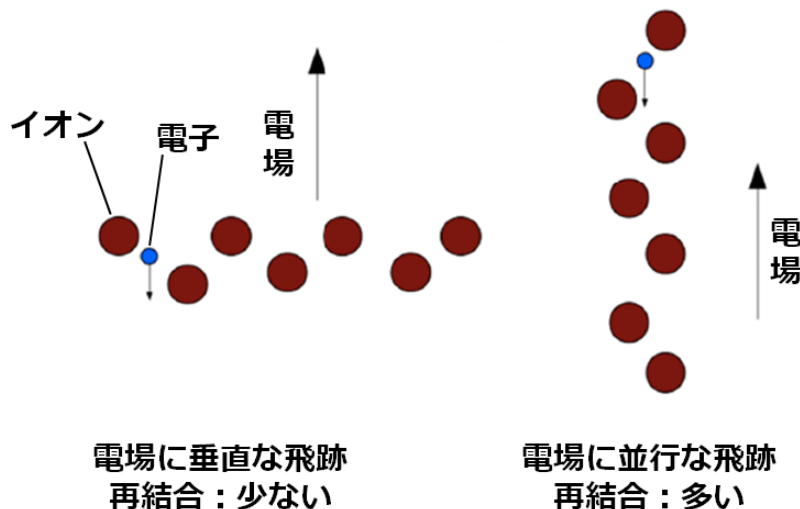 イオン
電子
電場
電場
電場に垂直な飛跡
再結合：少ない
電場に並行な飛跡
再結合：多い